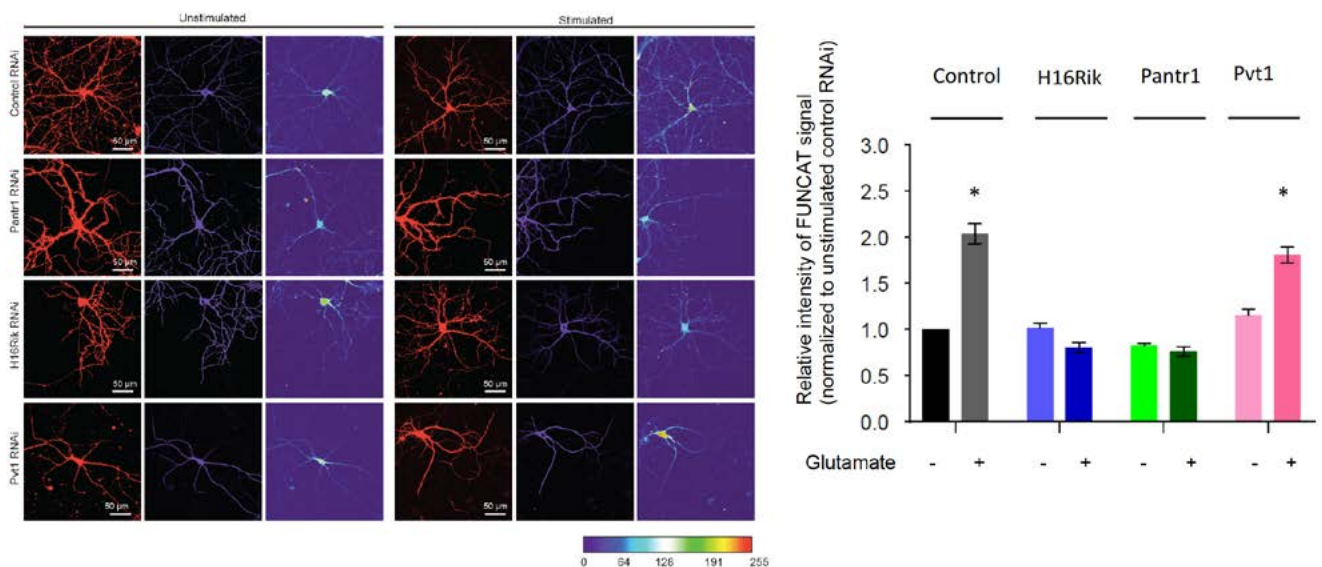 Unstimulated
Stimulated
Control RNAi
50 µm
50 µm
Pantr1 RNAi
50 µm
50 µm
H16Rik RNAi
50 µm
50 µm
Pvt1 RNAi
50 µm
50 µm
0 64 126 191 255
Relative intensity of FUNCAT signal
(normalized to unstimulated control RNAi)
Control H16Rik Pantr1 Pvt1
3.0
2.5
* *
2.0
1.5
1.0
0.5
0.0
Glutamate - + - + - + - +